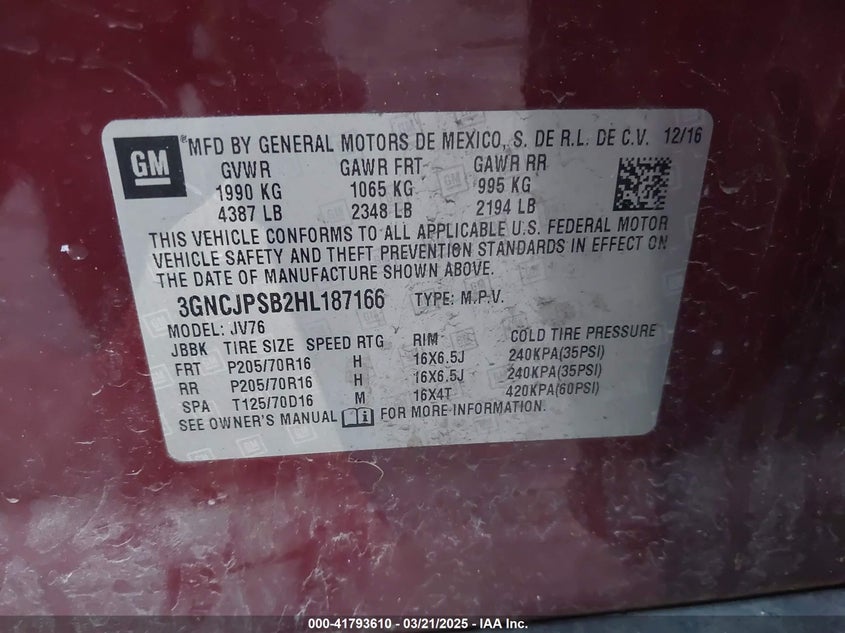 GM ®MFD BY GENERAL MOTORS DE MEXICO, S. DE R.L. DE C.V. 12/16
GVWR GAWR FRT GAWR RR
1990 KG 1065 KG 995 KG
4387 LB 2348 LB 2194 LB
THIS VEHICLE CONFORMS TO ALL APPLICABLE U.S. FEDERAL MOTOR
VEHICLE SAFETY AND THEFT PREVENTION STANDARDS IN EFFECT ON
THE DATE OF MANUFACTURE SHOWN ABOVE.
3GNCJPSB2HL187166 TYPE: M.P.V.
MODEL: JV76
JBBK TIRE SIZE SPEED RTG RIM COLD TIRE PRESSURE
FRT P205/70R16 H 16X6.5J 240KPA(35PSI)
RR P205/70R16 H 16X6.5J 240KPA(35PSI)
SPA T125/70D16 M 16X4T 420KPA(60PSI)
SEE OWNER'S MANUAL FOR MORE INFORMATION.
000-41793610 - 03/21/2025 - © IAA Inc.